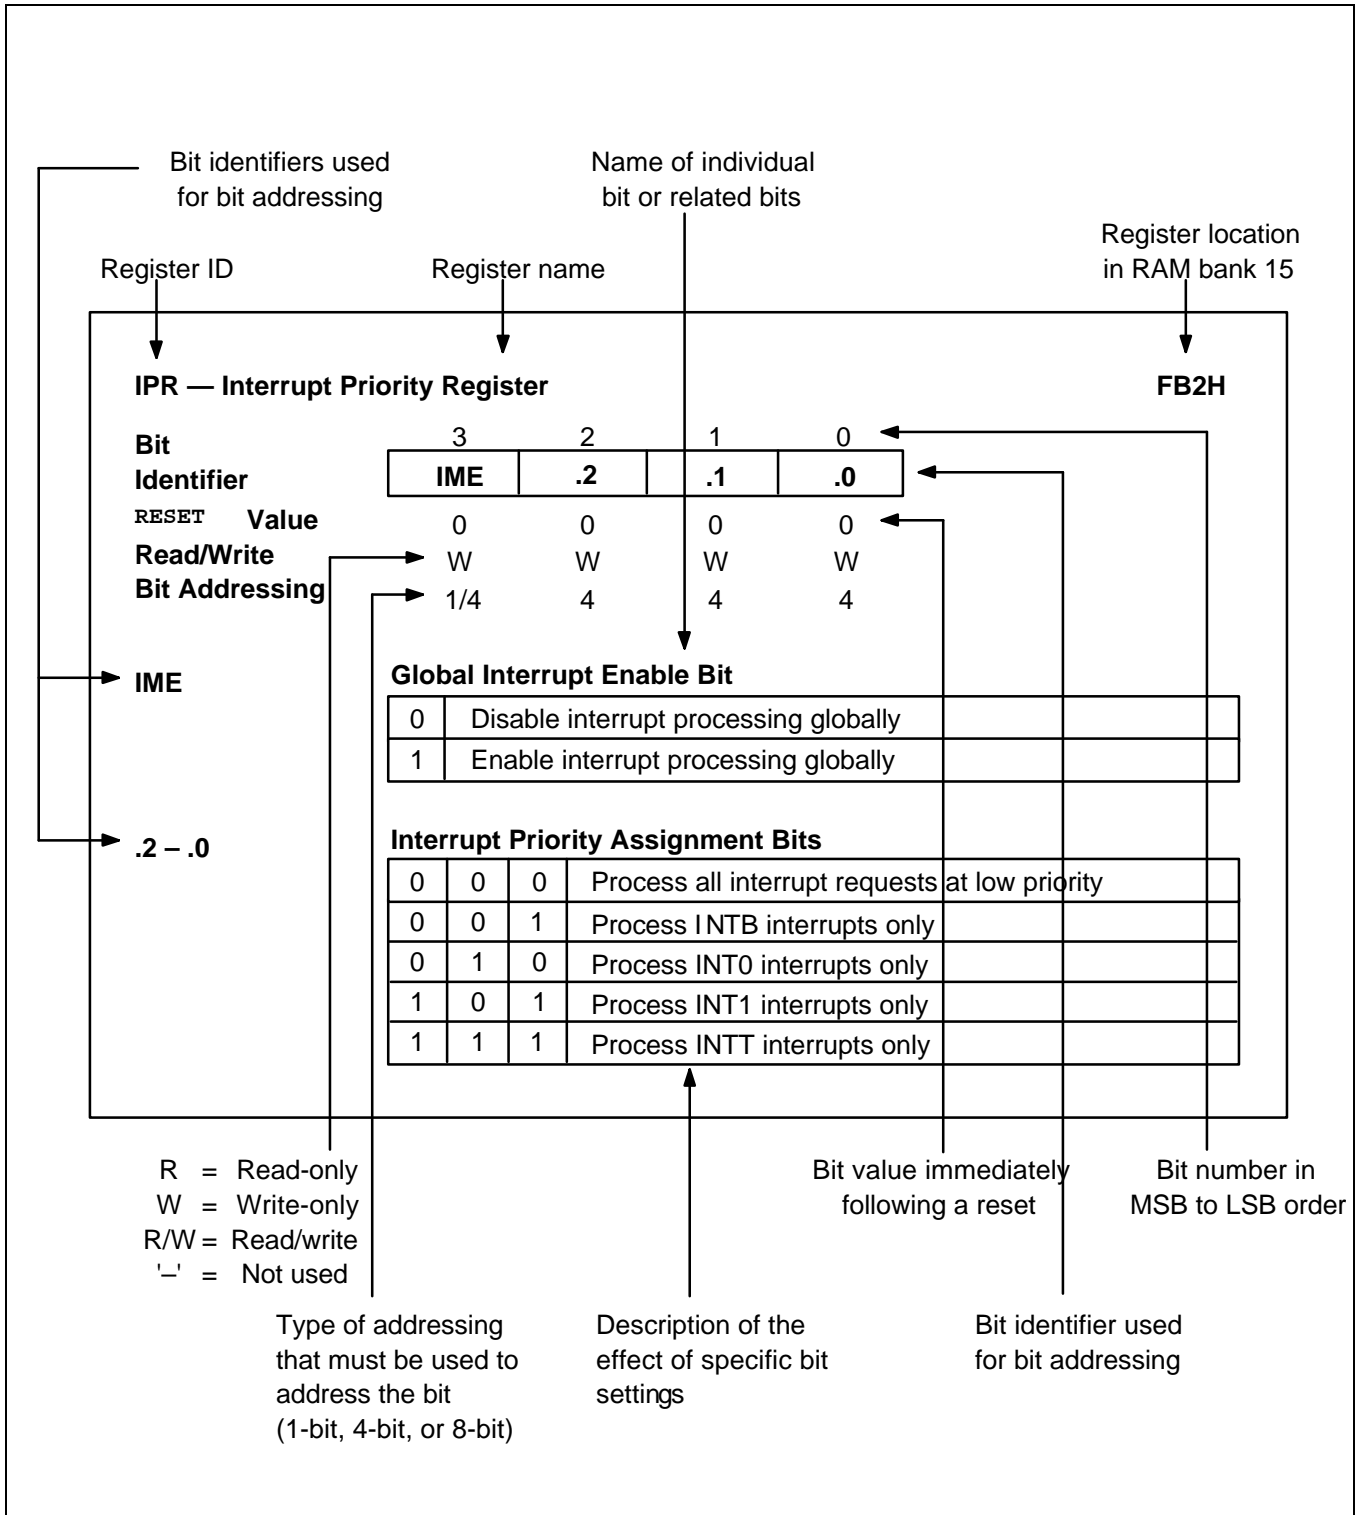 Bit identifiers used
for bit addressing
Name of individual
bit or related bits
Register location
in RAM bank 15
Register ID
Register name
IPR — Interrupt Priority Register FB2H
Bit 3 2 1 0
Identifier IME .2 .1 .0
RESET Value 0 0 0 0
Read/Write W W W W
Bit Addressing 1/4 4 4 4
IME
Global Interrupt Enable Bit
0 Disable interrupt processing globally
1 Enable interrupt processing globally
.2 – .0
Interrupt Priority Assignment Bits
0 0 0 Process all interrupt requests at low priority
0 0 1 Process INTB interrupts only
0 1 0 Process INT0 interrupts only
1 0 1 Process INT1 interrupts only
1 1 1 Process INTT interrupts only
R = Read-only
W = Write-only
R/W = Read/write
'–' = Not used
Bit value immediately
following a reset
Bit number in
MSB to LSB order
Type of addressing
that must be used to
address the bit
(1-bit, 4-bit, or 8-bit)
Description of the
effect of specific bit
settings
Bit identifier used
for bit addressing